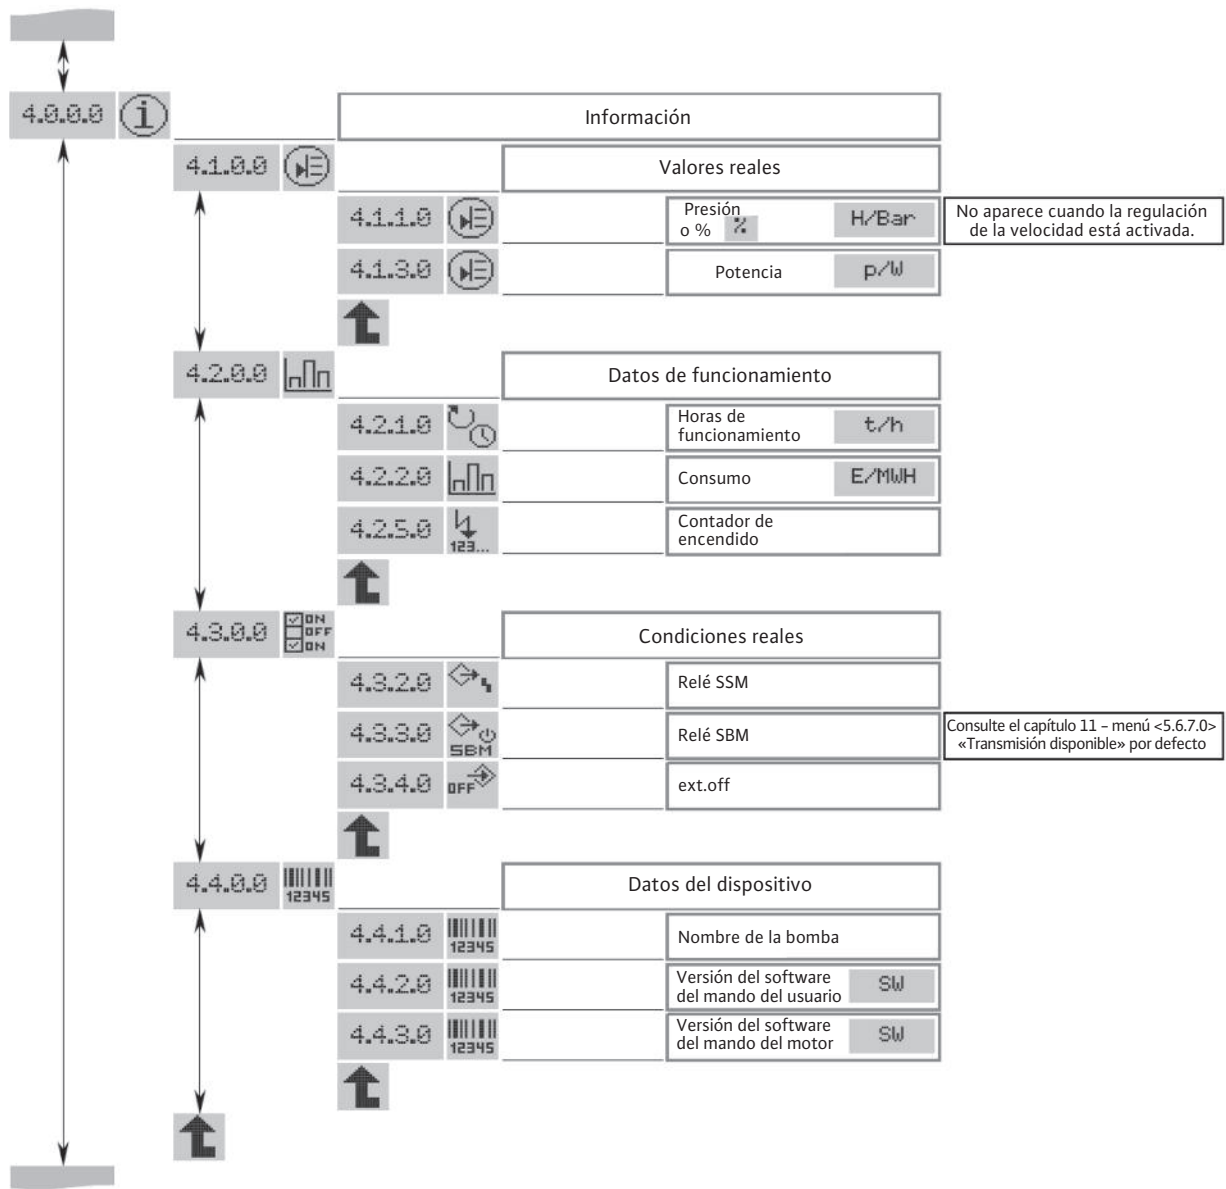 4.0.0.0 i Información
4.1.0.0 Valores reales
4.1.1.0 Presión
o % % H/Bar
No aparece cuando la regulación
de la velocidad está activada.
4.1.3.0 Potencia p/W
4.2.0.0 Datos de funcionamiento
4.2.1.0 Horas de
funcionamiento t/h
4.2.2.0 Consumo E/MWH
4.2.5.0 123... Contador de
encendido
4.3.0.0 ON
OFF
ON
Condiciones reales
4.3.2.0 Relé SSM
4.3.3.0 SBM Relé SBM
Consulte el capítulo 11 – menú <5.6.7.0>
«Transmisión disponible» por defecto
4.3.4.0 OFF ext.off
4.4.0.0 12345 Datos del dispositivo
4.4.1.0 12345 Nombre de la bomba
4.4.2.0 12345 Versión del software
del mando del usuario SW
4.4.3.0 12345 Versión del software
del mando del motor SW